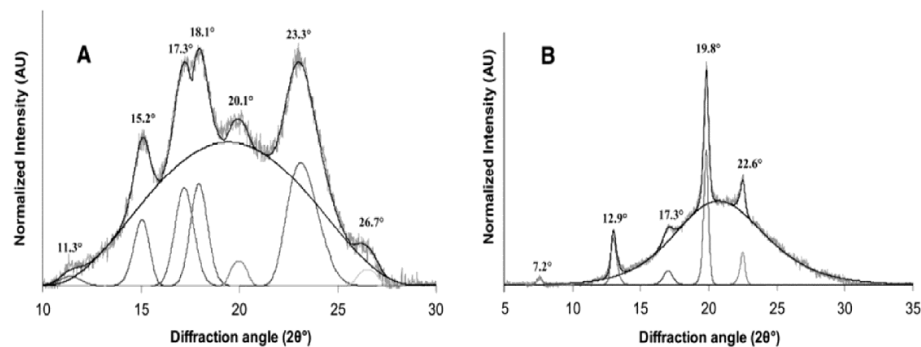 A
Normalized Intensity (AU)
11.3°
15.2°
17.3°
18.1°
20.1°
23.3°
26.7°
10 15 20 25 30
Diffraction angle (2θ°)
B
Normalized Intensity (AU)
7.2°
12.9°
17.3°
19.8°
22.6°
5 10 15 20 25 30 35
Diffraction angle (2θ°)